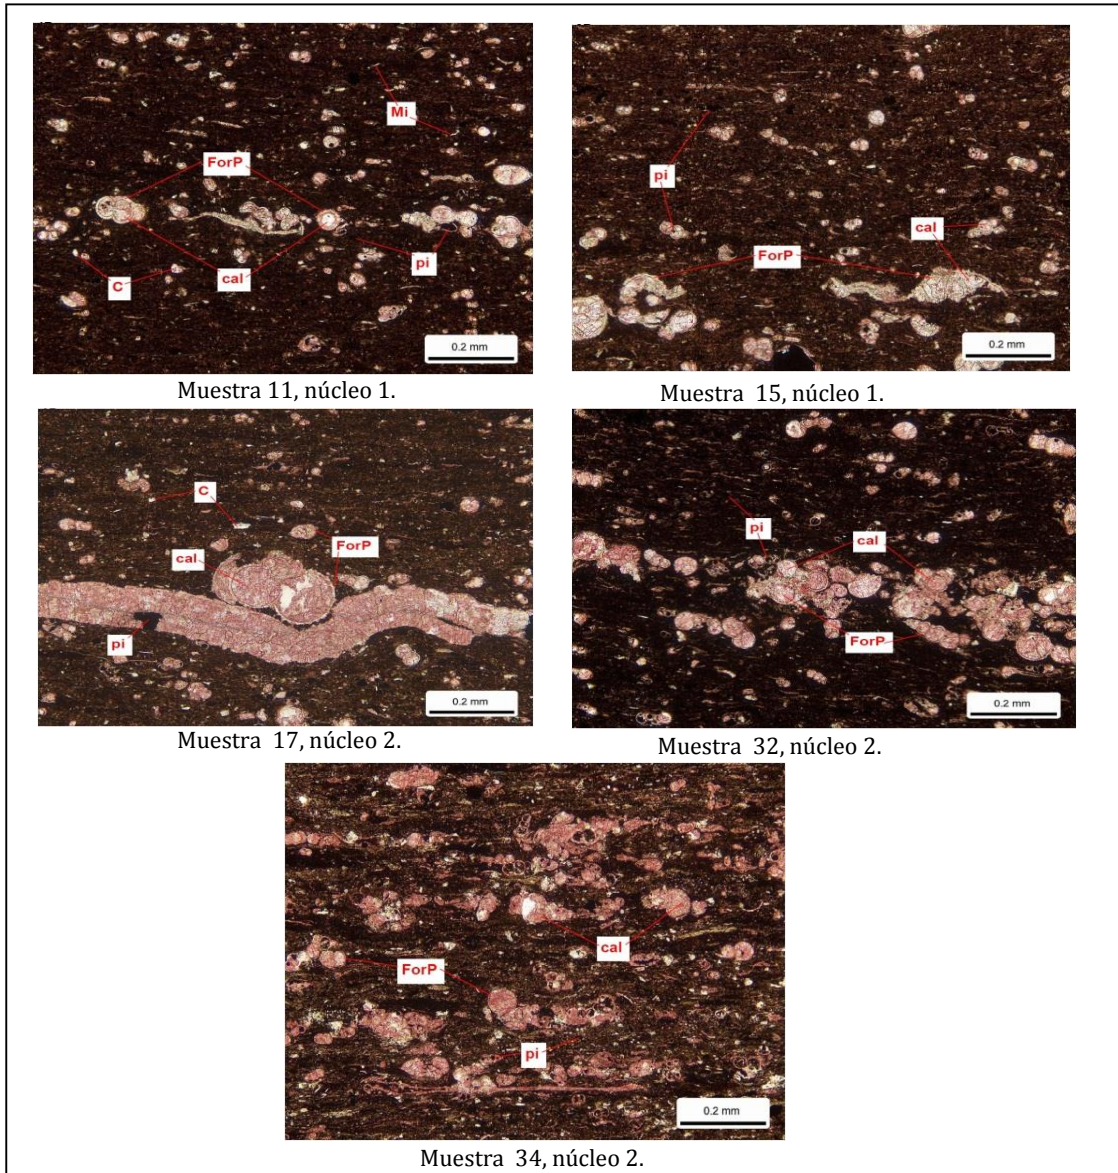 Mi
ForP
C
cal
pi
0.2 mm
Muestra 11, núcleo 1.
pi
cal
ForP
0.2 mm
Muestra 15, núcleo 1.
C
cal
ForP
pi
0.2 mm
Muestra 17, núcleo 2.
pi
cal
ForP
0.2 mm
Muestra 32, núcleo 2.
cal
ForP
pi
0.2 mm
Muestra 34, núcleo 2.